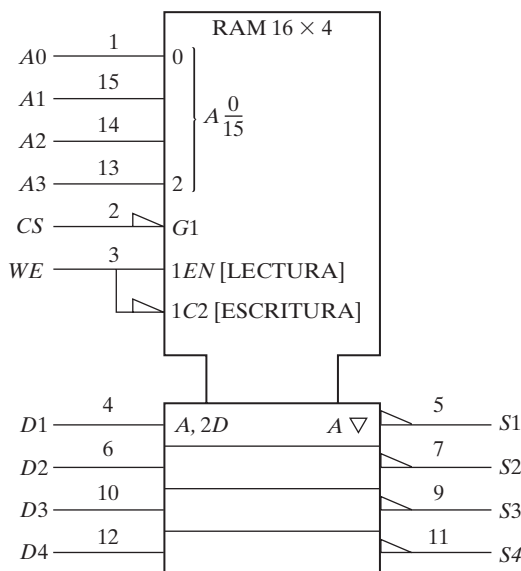 RAM 16 × 4
A0 1 0
A1 15
A 0/15
A2 14
A3 13 2
CS 2 G1
WE 3 1EN [LECTURA]
1C2 [ESCRITURA]
D1 4 A, 2D A ▽ 5 S1
D2 6 7 S2
D3 10 9 S3
D4 12 11 S4